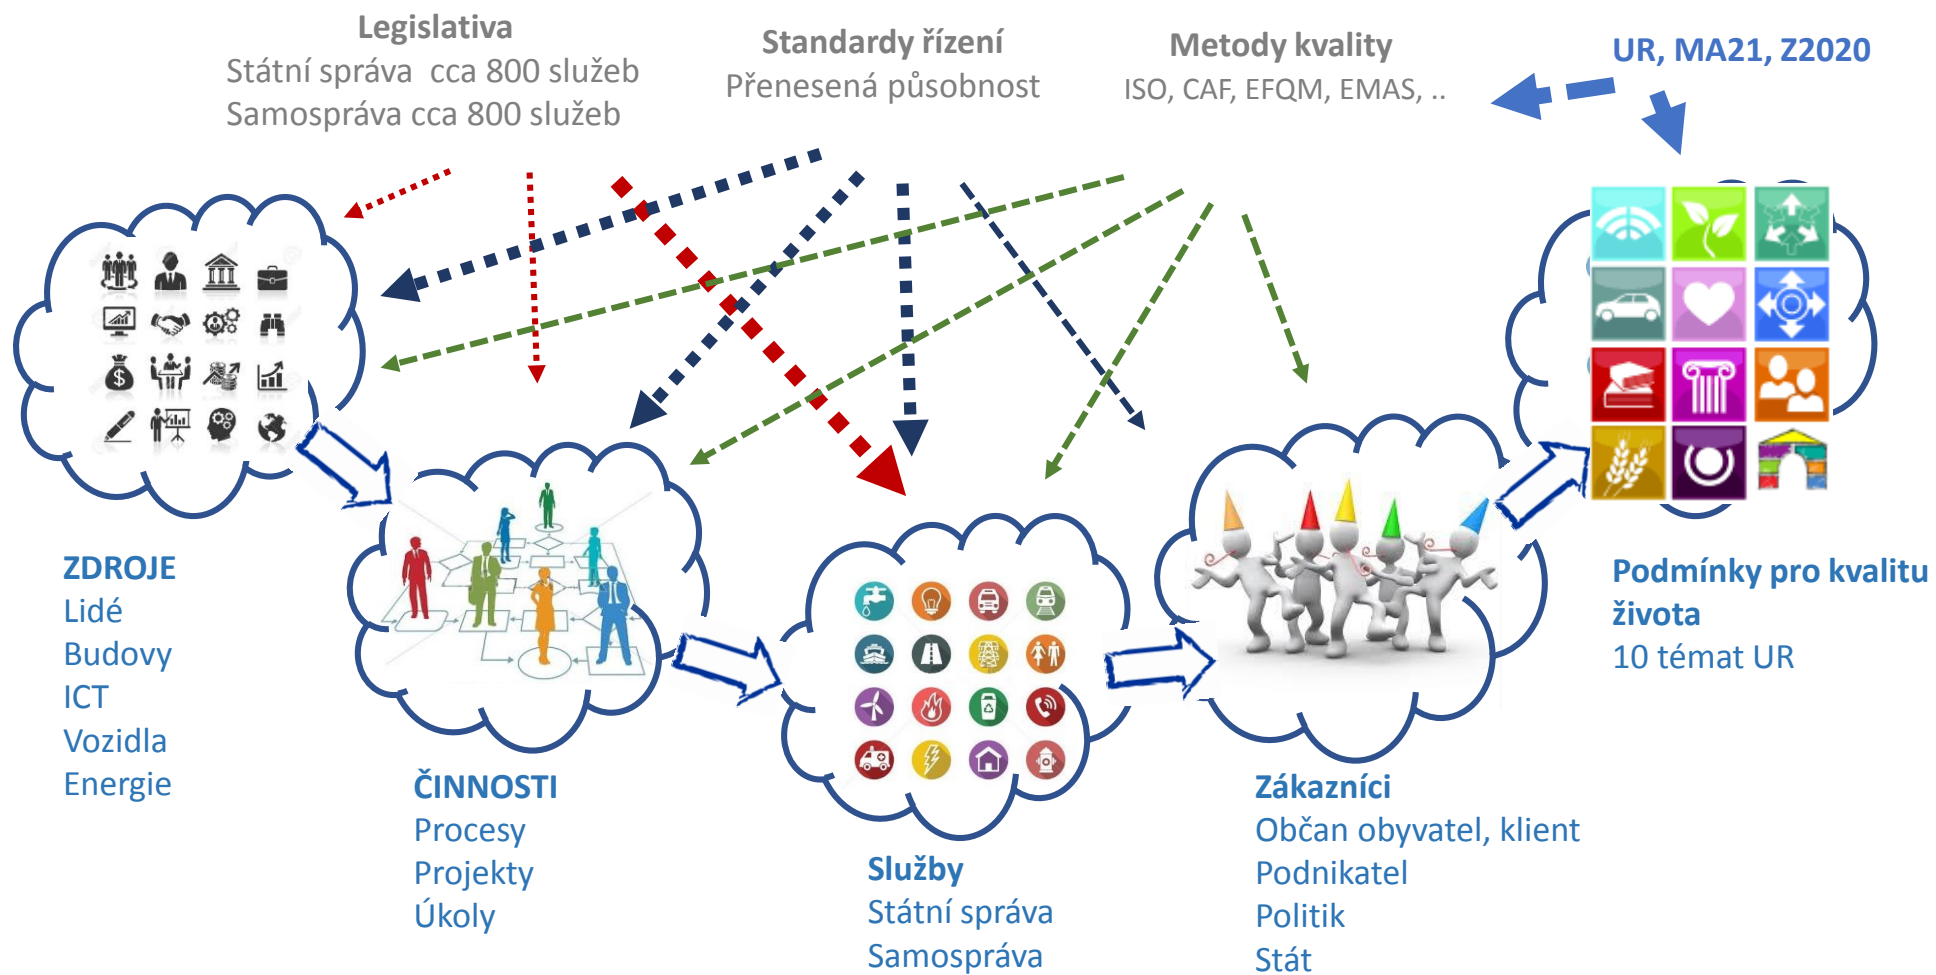 Legislativa
Státní správa  cca 800 služeb
Samospráva cca 800 služeb
Standardy řízení
Přenesená působnost
Metody kvality
ISO, CAF, EFQM, EMAS, ..
UR, MA21, Z2020
ZDROJE
Lidé
Budovy
ICT
Vozidla
Energie
ČINNOSTI
Procesy
Projekty
Úkoly
Služby
Státní správa
Samospráva
Zákazníci
Občan obyvatel, klient
Podnikatel
Politik
Stát
Podmínky pro kvalitu
života
10 témat UR